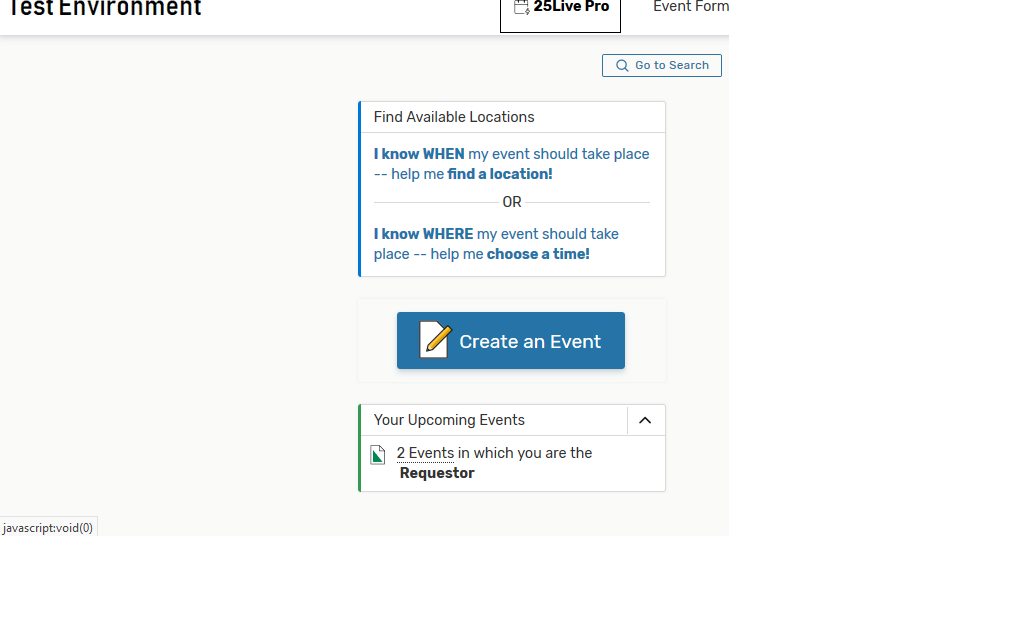 Test Environment
25Live Pro
Event Form
Go to Search
Find Available Locations
I know WHEN my event should take place
-- help me find a location!
OR
I know WHERE my event should take
place -- help me choose a time!
Create an Event
Your Upcoming Events
2 Events in which you are the
Requestor
javascript:void(0)